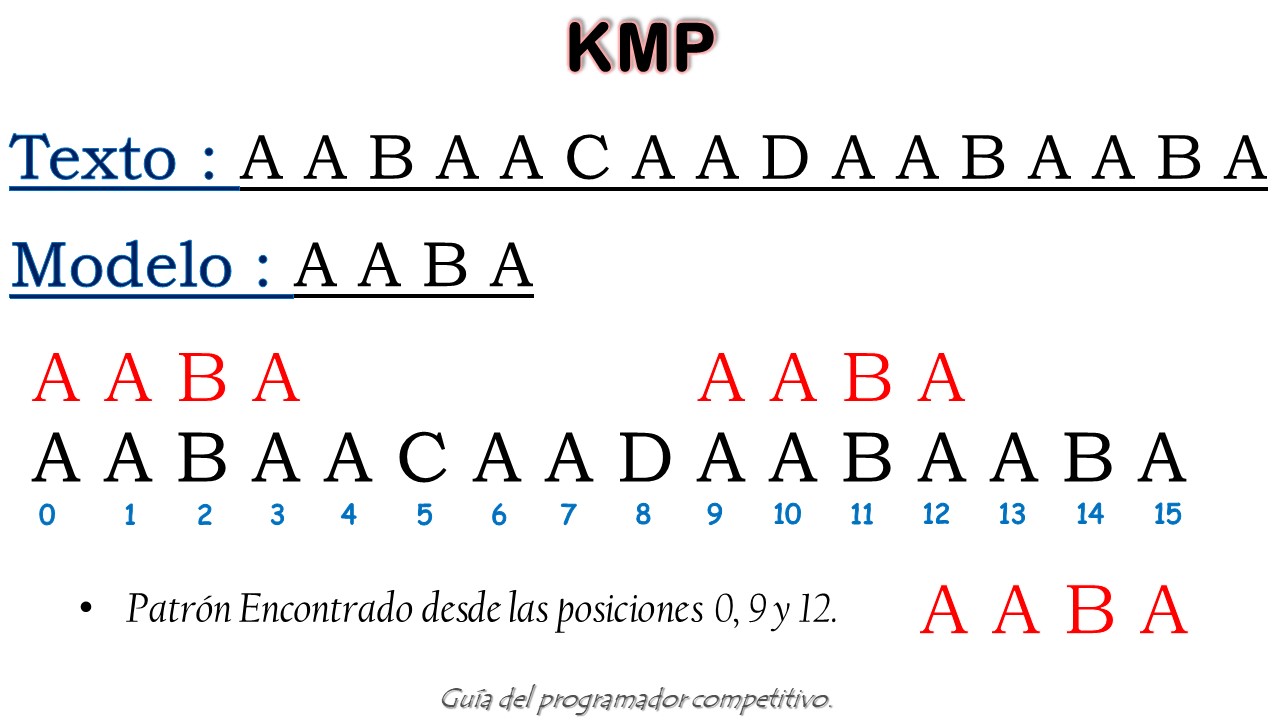 KMP
Texto : A A B A A C A A D A A B A A B A
Modelo : A A B A
A A B A A A B A
A A B A A C A A D A A B A A B A
0 1 2 3 4 5 6 7 8 9 10 11 12 13 14 15
• Patrón Encontrado desde las posiciones 0, 9 y 12. A A B A
Guía del programador competitivo.